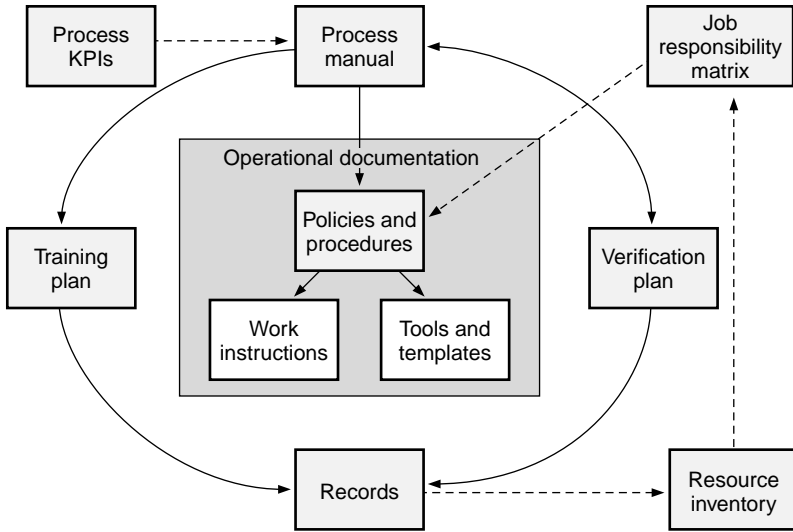 Process
KPIs
Process
manual
Job
responsibility
matrix
Operational documentation
Policies and
procedures
Training
plan
Verification
plan
Work
instructions
Tools and
templates
Records
Resource
inventory